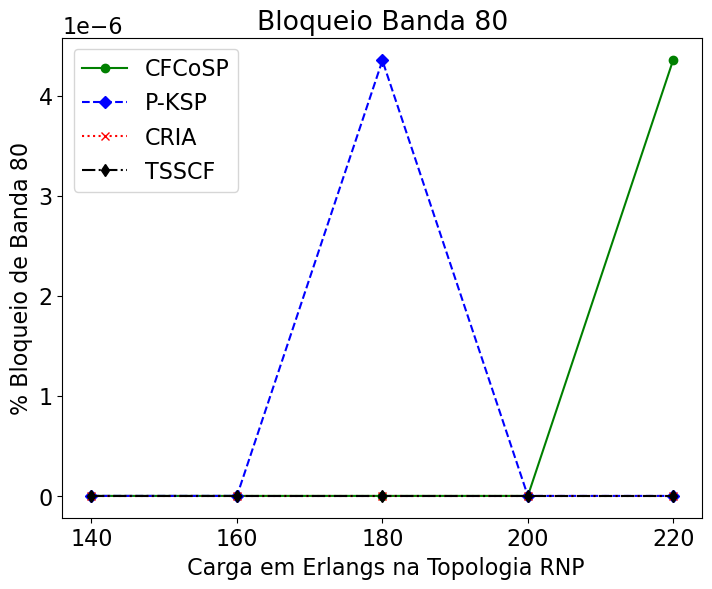 Bloqueio Banda 80
1e−6
CFCoSP
P-KSP
CRIA
TSSCF
% Bloqueio de Banda 80
4
3
2
1
0
140 160 180 200 220
Carga em Erlangs na Topologia RNP